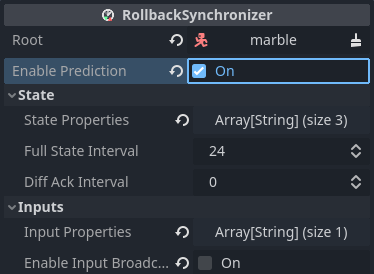 RollbackSynchronizer
Root marble
Enable Prediction On
State
State Properties Array[String] (size 3)
Full State Interval 24
Diff Ack Interval 0
Inputs
Input Properties Array[String] (size 1)
Enable Input Broadc... On